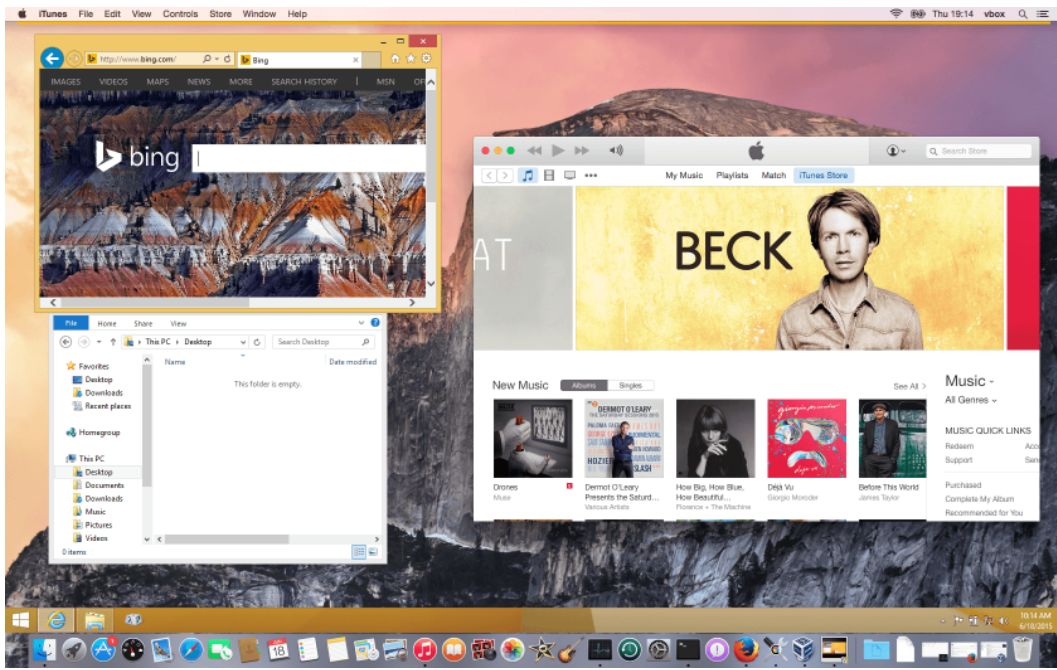 iTunes File Edit View Controls Store Window Help
Thu 19:14 vbox
http://www.bing.com/
Bing
IMAGES VIDEOS MAPS NEWS MORE SEARCH HISTORY | MSN
bing
File Home Share View
This PC Desktop
Search Desktop
Name Date modified
This folder is empty.
Favorites
Desktop
Downloads
Recent places
Homegroup
This PC
Desktop
Documents
Downloads
Music
Pictures
Videos
0 items
Search Store
My Music Playlists Match iTunes Store
AT
BECK
New Music Albums Singles See All >
Music
All Genres
MUSIC QUICK LINKS
Redeem
Support
Purchased
Complete My Album
Recommended for You
DERMOT O'LEARY
Drones
Muse
Dermot O'Leary
Presents the Saturd...
Various Artists
How Big, How Blue,
How Beautiful...
Florence + The Machine
Déjà Vu
Giorgio Moroder
Before This World
James Taylor
10:14 AM
6/18/2015
18